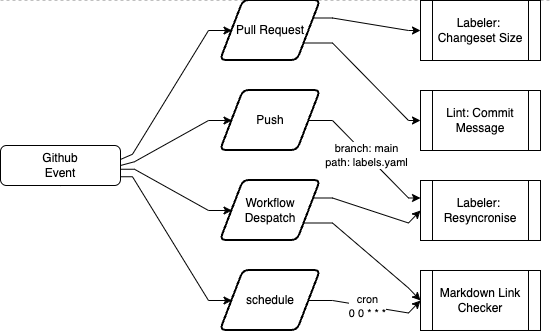 Pull Request
Labeler:
Changeset Size
Push
Lint: Commit
Message
branch: main
path: labels.yaml
Github
Event
Workflow
Despatch
Labeler:
Resyncronise
schedule
cron
0 0 * * *
Markdown Link
Checker